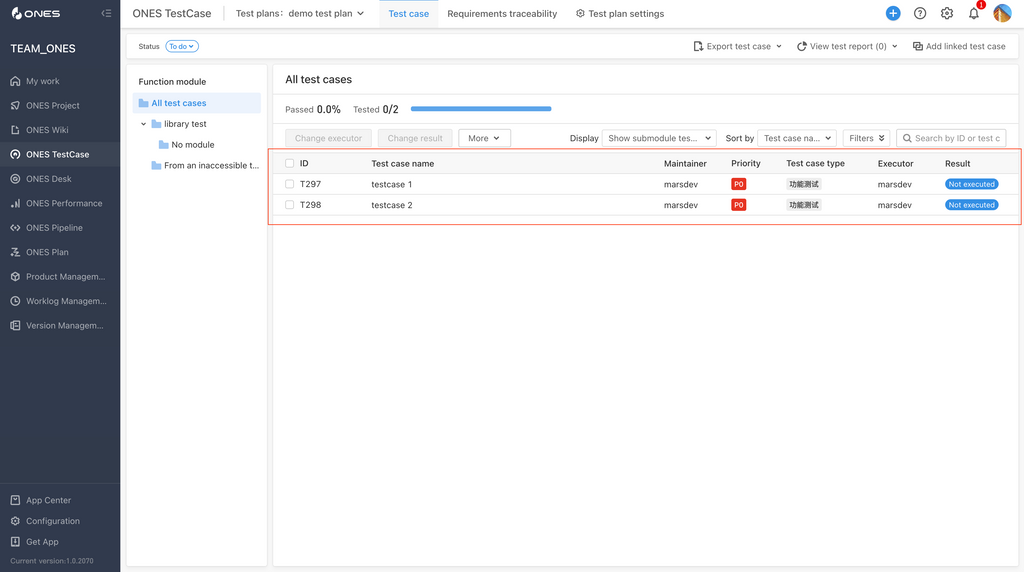 ONES
ONES TestCase
Test plans: demo test plan
Test case
Requirements traceability
Test plan settings
1
TEAM_ONES
My work
ONES Project
ONES Wiki
ONES TestCase
ONES Desk
ONES Performance
ONES Pipeline
ONES Plan
Product Managem...
Worklog Managem...
Version Managem...
App Center
Configuration
Get App
Current version:1.0.2070
Status To do
Export test case
View test report (0)
Add linked test case
Function module
All test cases
library test
No module
From an inaccessible t...
All test cases
Passed 0.0% Tested 0/2
Change executor Change result More Display Show submodule tes... Sort by Test case na... Filters Search by ID or test c
ID Test case name Maintainer Priority Test case type Executor Result
T297 testcase 1 marsdev P0 功能测试 marsdev Not executed
T298 testcase 2 marsdev P0 功能测试 marsdev Not executed